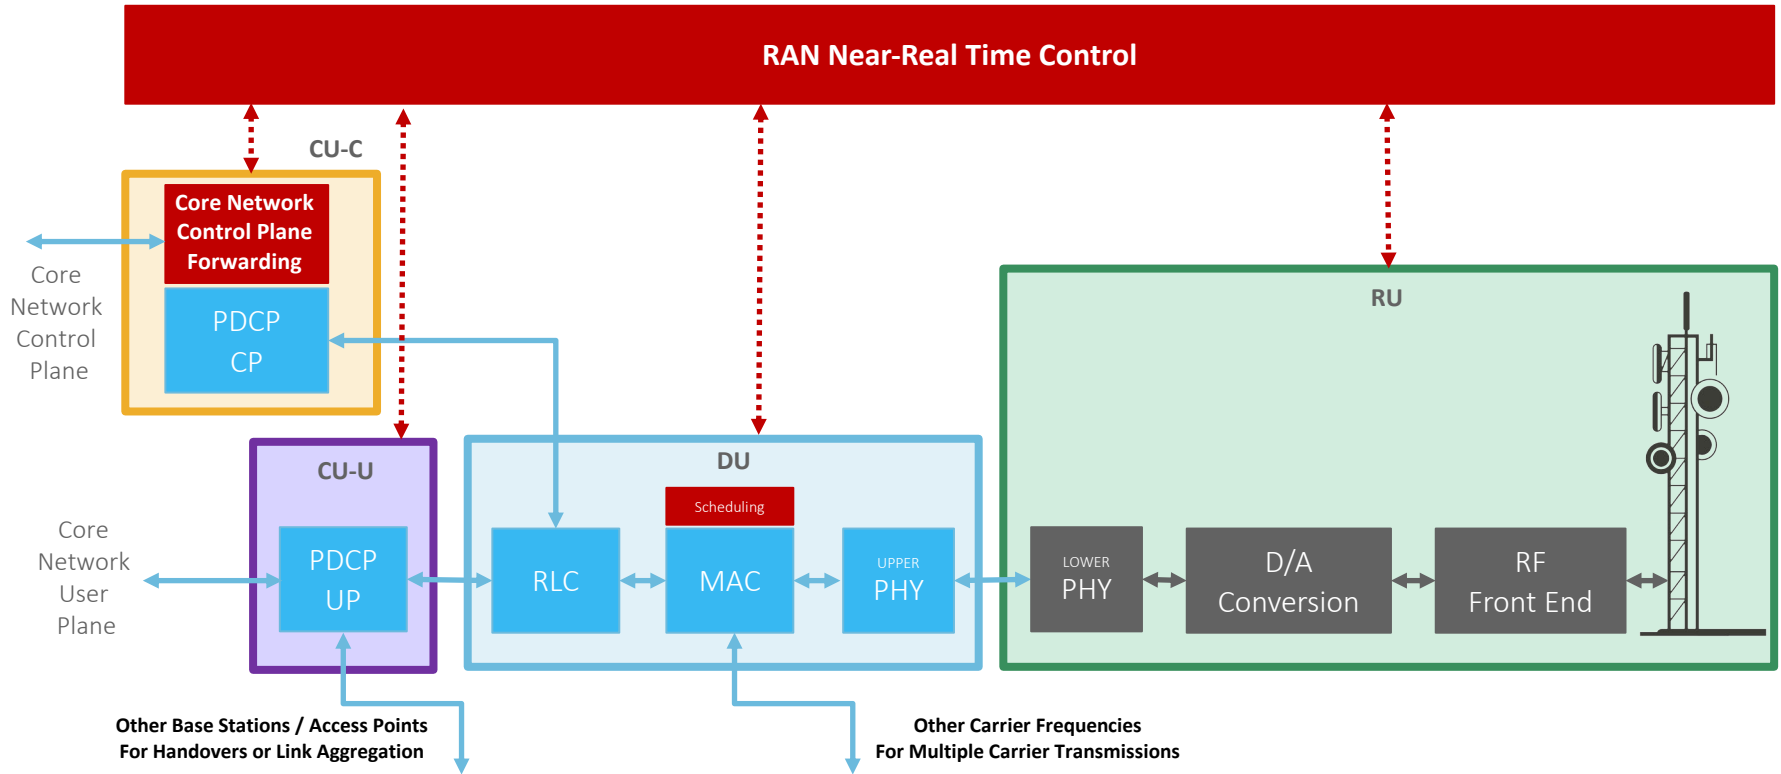 RAN Near-Real Time Control
CU-C
Core Network
Control Plane
Forwarding
Core
Network
Control
Plane
PDCP
CP
RU
CU-U
DU
Scheduling
Core
Network
User
Plane
PDCP
UP
RLC
MAC
UPPER
PHY
LOWER
PHY
D/A
Conversion
RF
Front End
Other Base Stations / Access Points
For Handovers or Link Aggregation
Other Carrier Frequencies
For Multiple Carrier Transmissions